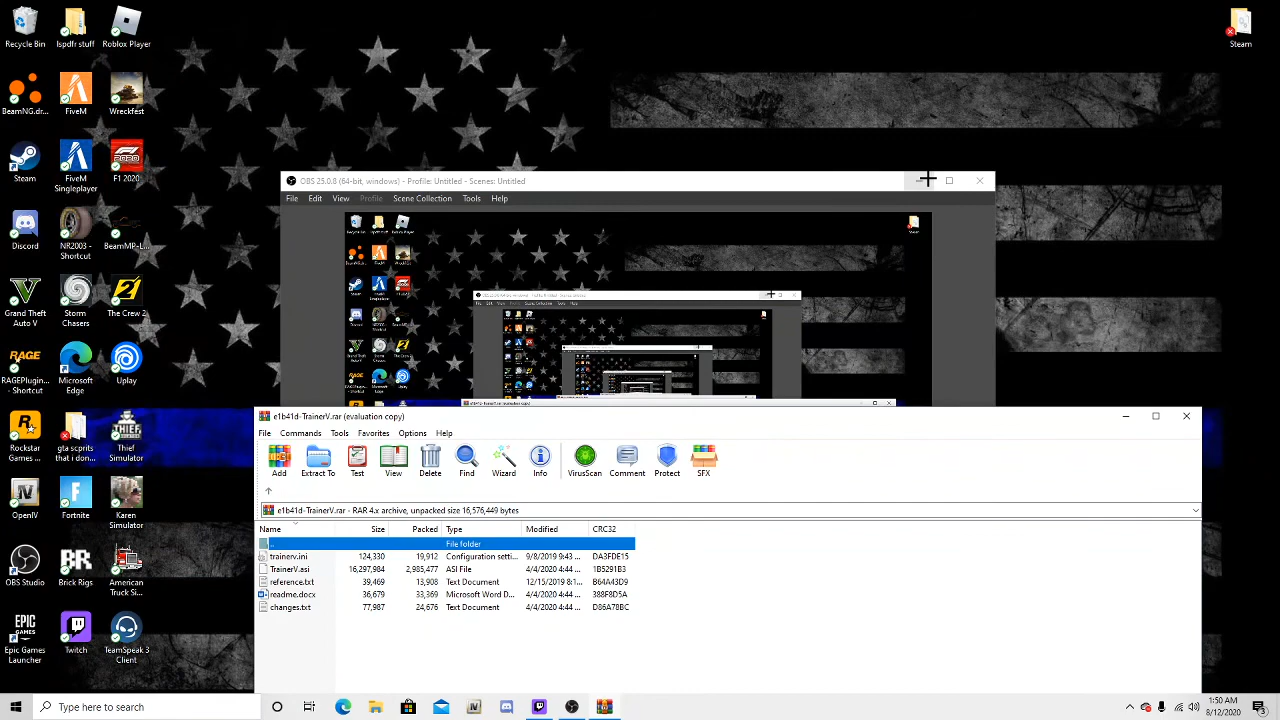 Recycle Bin
lspdfr stuff
Roblox Player
Steam
BeamNG.dr...
FiveM
Wreckfest
Steam
FiveM Singleplayer
F1 2020
Discord
NR2003 - Shortcut
BeamMP-L...
Grand Theft Auto V
Storm Chasers
The Crew 2
RAGEPlugin...
Microsoft Edge
Uplay
Rockstar Games ...
gta scprits that i don...
Thief Simulator
OpenIV
Fortnite
Karen Simulator
OBS Studio
Brick Rigs
American Truck Si...
Epic Games Launcher
Twitch
TeamSpeak 3 Client
OBS 25.0.8 (64-bit, windows) - Profile: Untitled - Scenes: Untitled
File Edit View Profile Scene Collection Tools Help
e1b41d-TrainerV.rar (evaluation copy)
File Commands Tools Favorites Options Help
Add Extract To Test View Delete Find Wizard Info VirusScan Comment Protect SFX
e1b41d-TrainerV.rar - RAR 4.x archive, unpacked size 16,576,449 bytes
Name Size Packed Type Modified CRC32
.. File folder
trainerv.ini 124,330 19,912 Configuration setti... 9/8/2019 9:43 ... DA3FDE15
TrainerV.asi 16,297,984 2,985,477 ASI File 4/4/2020 4:44 ... 1B5291B3
reference.txt 39,469 13,908 Text Document 12/15/2019 8:1... B64A43D9
readme.docx 36,679 33,369 Microsoft Word D... 4/4/2020 4:44 ... 388F8D5A
changes.txt 77,987 24,676 Text Document 4/4/2020 4:44 ... D86A78BC
Type here to search
1:50 AM
8/12/2020